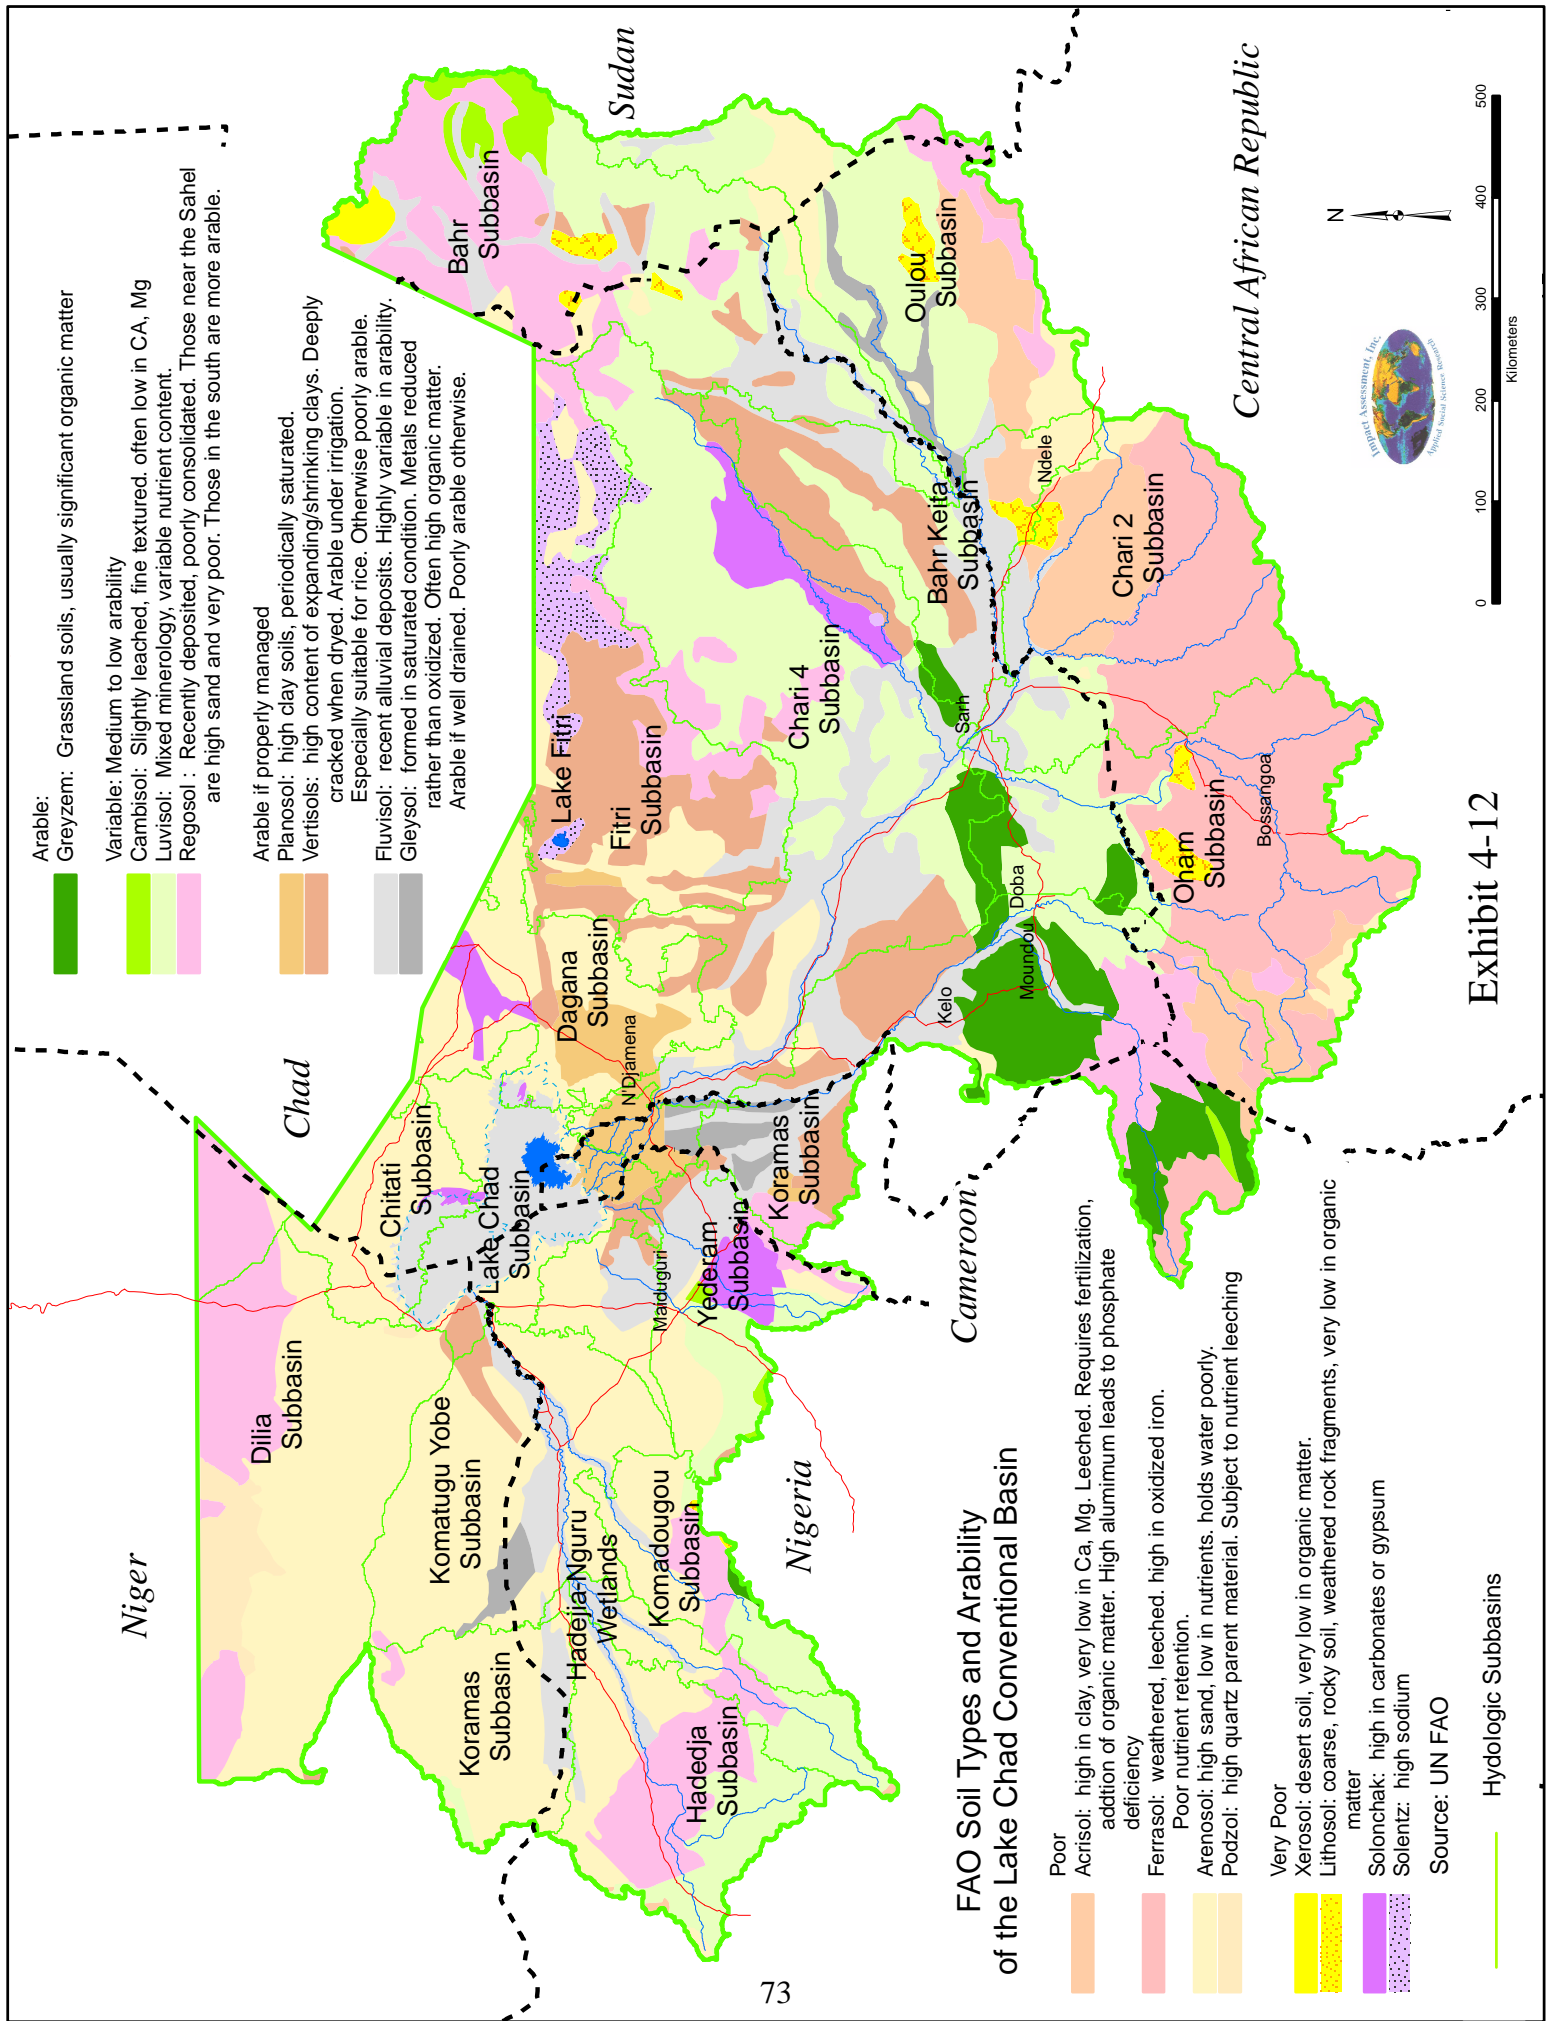 FAO Soil Types and Arability
of the Lake Chad Conventional Basin
Arable:
Greyzem: Grassland soils, usually significant organic matter
Variable: Medium to low arability
Cambisol: Slightly leached, fine textured. often low in CA, Mg
Luvisol: Mixed minerology, variable nutrient content.
Regosol : Recently deposited, poorly consolidated. Those near the Sahel
are high sand and very poor. Those in the south are more arable.
Arable if properly managed
Planosol: high clay soils, periodically saturated.
Vertisols: high content of expanding/shrinking clays. Deeply
cracked when dryed. Arable under irrigation.
Especially suitable for rice. Otherwise poorly arable.
Fluvisol: recent alluvial deposits. Highly variable in arability.
Gleysol: formed in saturated condition. Metals reduced
rather than oxidized. Often high organic matter.
Arable if well drained. Poorly arable otherwise.
Poor
Acrisol: high in clay, very low in Ca, Mg. Leeched. Requires fertilization,
addtion of organic matter. High alumimum leads to phosphate
deficiency
Ferrasol: weathered, leeched. high in oxidized iron.
Poor nutrient retention.
Arenosol: high sand, low in nutrients. holds water poorly.
Podzol: high quartz parent material. Subject to nutrient leeching
Very Poor
Xerosol: desert soil, very low in organic matter.
Lithosol: coarse, rocky soil, weathered rock fragments, very low in organic
matter
Solonchak: high in carbonates or gypsum
Solentz: high sodium
Source: UN FAO
Hydologic Subbasins
Niger
Chad
Sudan
Nigeria
Cameroon
Central African Republic
Dilia
Subbasin
Chitati
Subbasin
Bahr
Subbasin
Komatugu Yobe
Subbasin
Koramas
Subbasin
Lake Chad
Subbasin
Lake Fitri
Fitri
Subbasin
Dagana
Subbasin
N'Djamena
Hadejia-Nguru
Wetlands
Komadougou
Subbasin
Hadedja
Subbasin
Maiduguri
Yederam
Subbasin
Koramas
Subbasin
Chari 4
Subbasin
Oulou
Subbasin
Bahr Keita
Subbasin
Sarh
Ndele
Kelo
Doba
Moundou
Chari 2
Subbasin
Oham
Subbasin
Bossangoa
N
0
100
200
300
400
500
Kilometers
Impact Assessment, Inc.
Applied Social Science Research
Exhibit 4-12
73